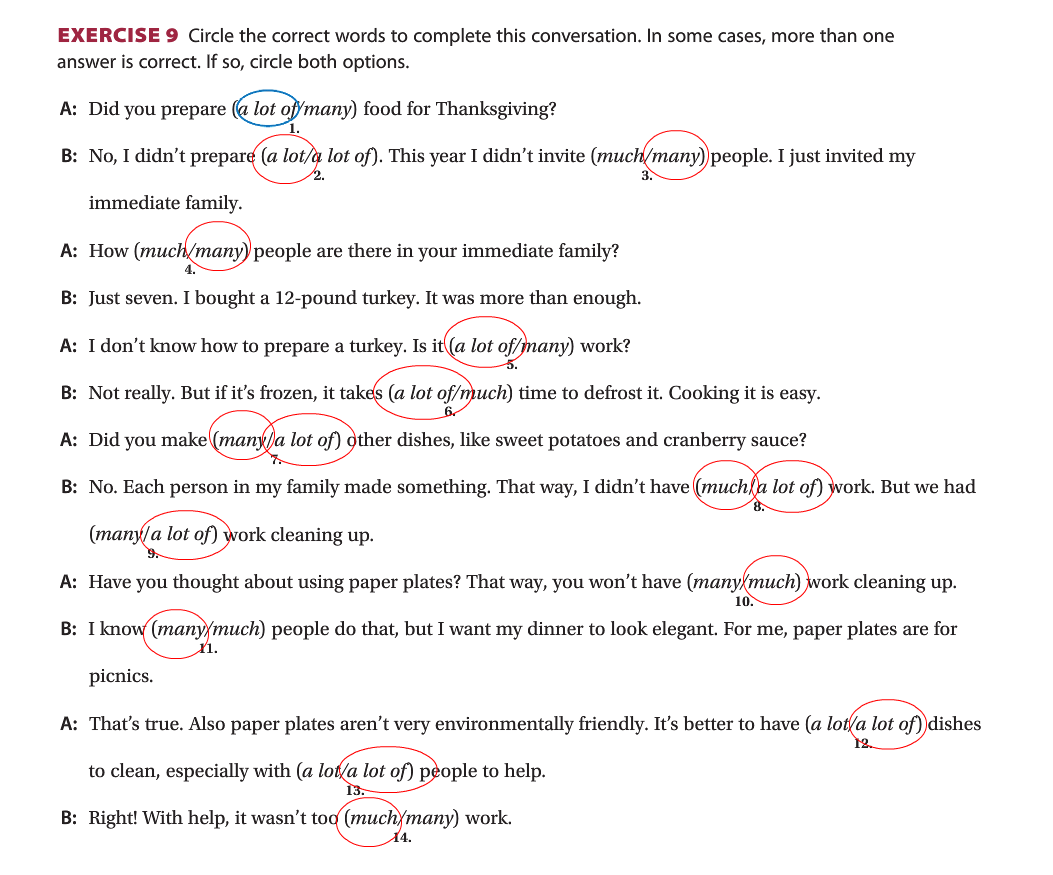 EXERCISE 9 Circle the correct words to complete this conversation. In some cases, more than one
answer is correct. If so, circle both options.
A: Did you prepare (a lot of/many) food for Thanksgiving?
1.
B: No, I didn't prepare (a lot/a lot of). This year I didn't invite (much/many) people. I just invited my
2. 3.
immediate family.
A: How (much/many) people are there in your immediate family?
4.
B: Just seven. I bought a 12-pound turkey. It was more than enough.
A: I don't know how to prepare a turkey. Is it (a lot of/many) work?
5.
B: Not really. But if it's frozen, it takes (a lot of/much) time to defrost it. Cooking it is easy.
6.
A: Did you make (many/a lot of) other dishes, like sweet potatoes and cranberry sauce?
7.
B: No. Each person in my family made something. That way, I didn't have (much/a lot of) work. But we had
8.
(many/a lot of) work cleaning up.
9.
A: Have you thought about using paper plates? That way, you won't have (many/much) work cleaning up.
10.
B: I know (many/much) people do that, but I want my dinner to look elegant. For me, paper plates are for
11.
picnics.
A: That's true. Also paper plates aren't very environmentally friendly. It's better to have (a lot/a lot of) dishes
12.
to clean, especially with (a lot/a lot of) people to help.
13.
B: Right! With help, it wasn't too (much/many) work.
14.